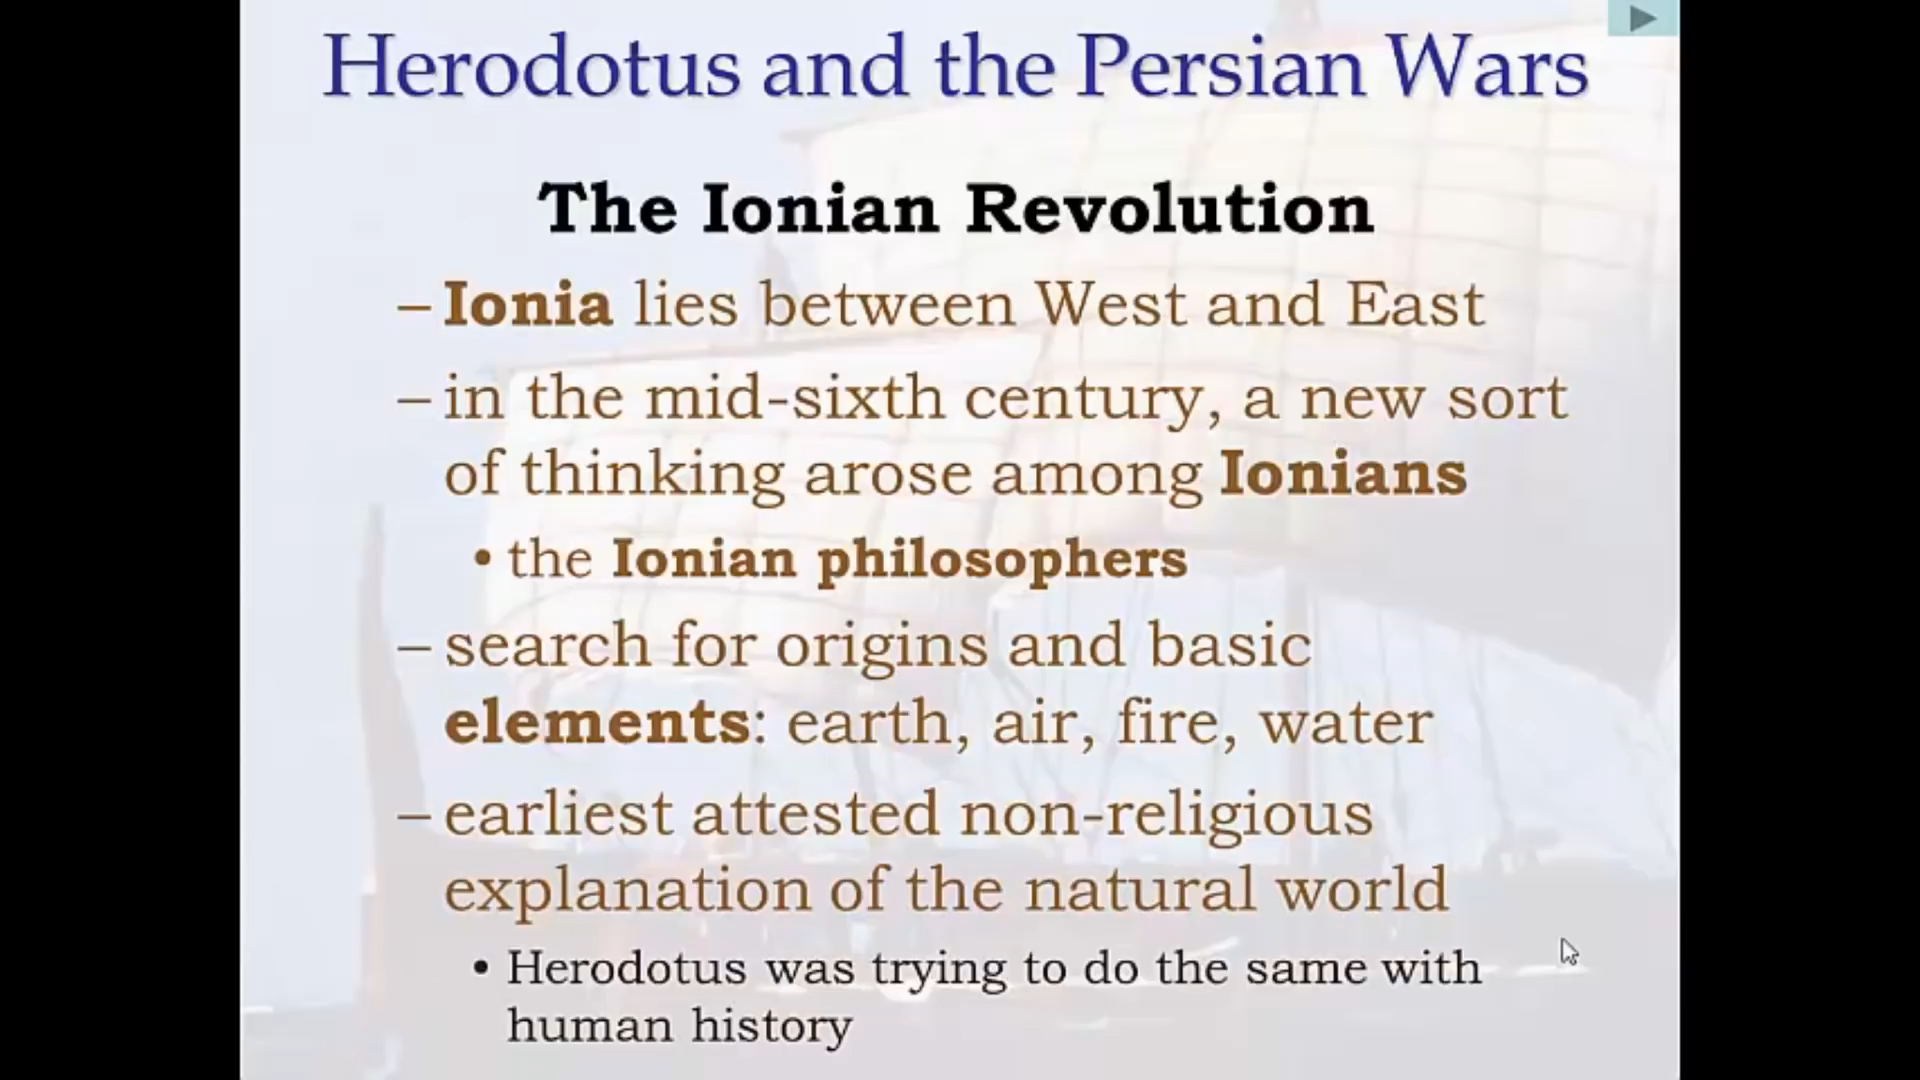 Herodotus and the Persian Wars
The Ionian Revolution
– Ionia lies between West and East
– in the mid-sixth century, a new sort
of thinking arose among Ionians
• the Ionian philosophers
– search for origins and basic
elements: earth, air, fire, water
– earliest attested non-religious
explanation of the natural world
• Herodotus was trying to do the same with
human history